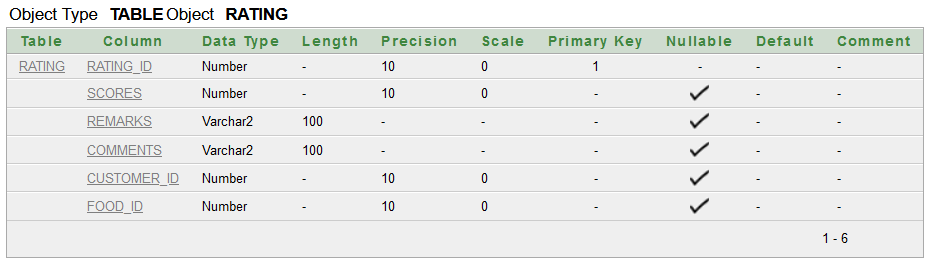 Object Type TABLE Object RATING
Table Column Data Type Length Precision Scale Primary Key Nullable Default Comment
RATING RATING_ID Number - 10 0 1 - - -
SCORES Number - 10 0 - ✓ - -
REMARKS Varchar2 100 - - - ✓ - -
COMMENTS Varchar2 100 - - - ✓ - -
CUSTOMER_ID Number - 10 0 - ✓ - -
FOOD_ID Number - 10 0 - ✓ - -
1 - 6